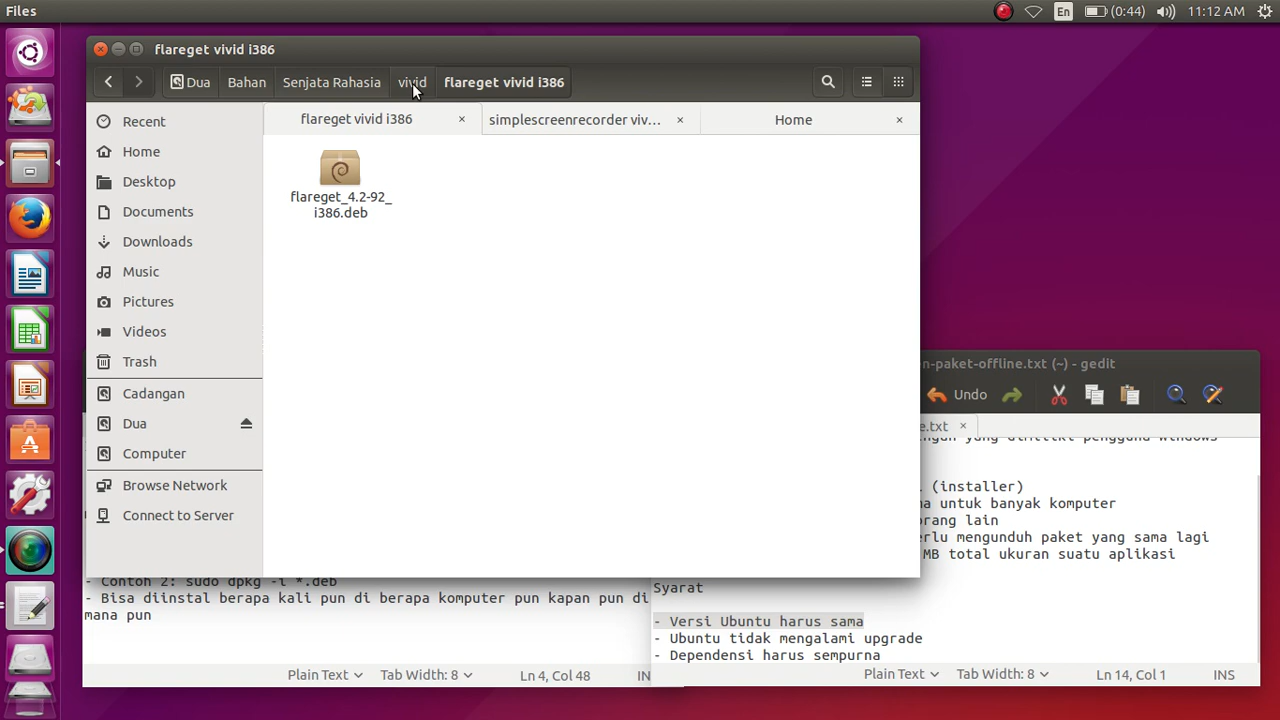 Files
En
(0:44)
11:12 AM
flareget vivid i386
Dua
Bahan
Senjata Rahasia
vivid
flareget vivid i386
flareget vivid i386
simplescreenrecorder viv...
Home
Recent
Home
Desktop
Documents
Downloads
Music
Pictures
Videos
Trash
Cadangan
Dua
Computer
Browse Network
Connect to Server
flareget_4.2-92_
i386.deb
n-paket-offline.txt (~) - gedit
Undo
e.txt
engan yang dimiliki pengguna Windows
(installer)
a untuk banyak komputer
orang lain
erlu mengunduh paket yang sama lagi
MB total ukuran suatu aplikasi
Syarat
- Versi Ubuntu harus sama
- Ubuntu tidak mengalami upgrade
- Dependensi harus sempurna
Plain Text
Tab Width: 8
Ln 14, Col 1
INS
- Contoh 2: sudo dpkg -i *.deb
- Bisa diinstal berapa kali pun di berapa komputer pun kapan pun di
mana pun
Plain Text
Tab Width: 8
Ln 4, Col 48
IN